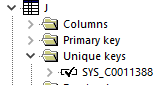 J
Columns
Primary key
Unique keys
SYS_C0011388